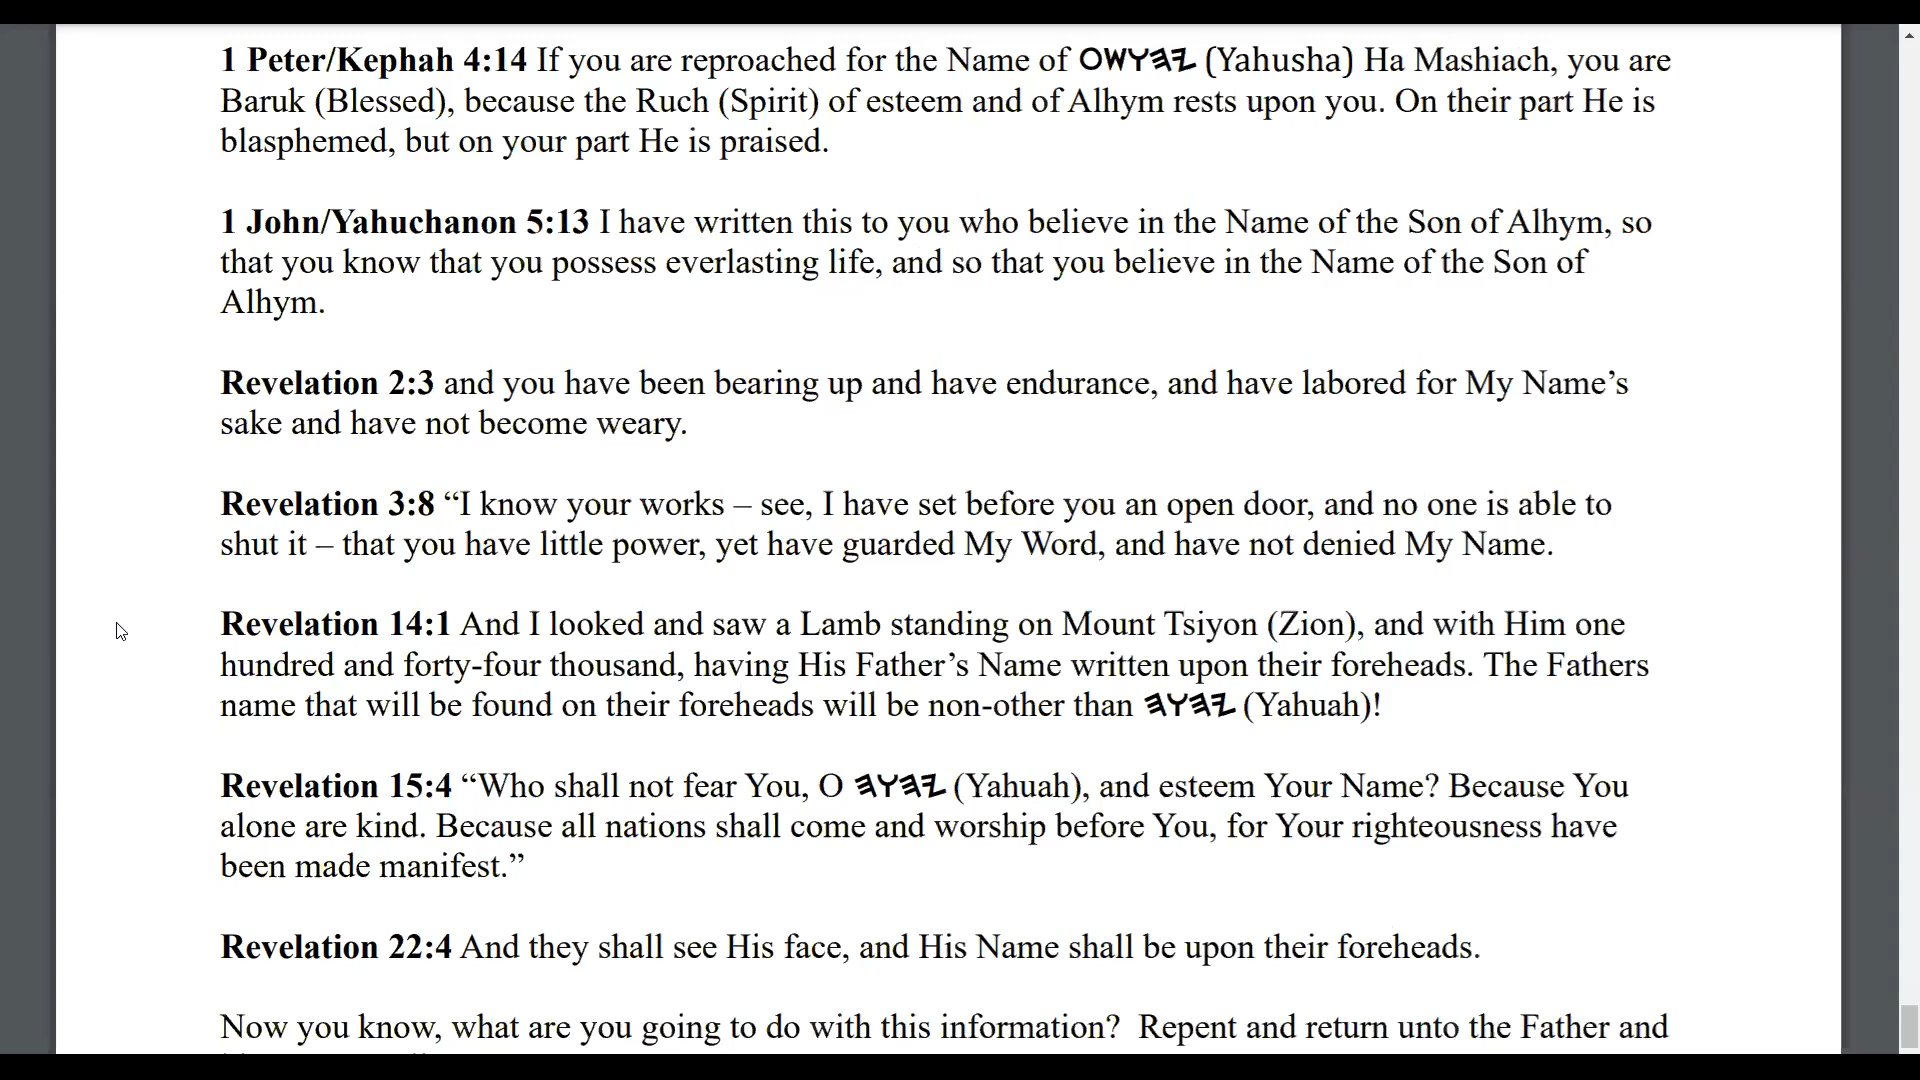 1 Peter/Kephah 4:14 If you are reproached for the Name of 𐤏𐤔𐤅𐤄𐤉 (Yahusha) Ha Mashiach, you are
Baruk (Blessed), because the Ruch (Spirit) of esteem and of Alhym rests upon you. On their part He is
blasphemed, but on your part He is praised.
1 John/Yahuchanon 5:13 I have written this to you who believe in the Name of the Son of Alhym, so
that you know that you possess everlasting life, and so that you believe in the Name of the Son of
Alhym.
Revelation 2:3 and you have been bearing up and have endurance, and have labored for My Name’s
sake and have not become weary.
Revelation 3:8 “I know your works – see, I have set before you an open door, and no one is able to
shut it – that you have little power, yet have guarded My Word, and have not denied My Name.
Revelation 14:1 And I looked and saw a Lamb standing on Mount Tsiyon (Zion), and with Him one
hundred and forty-four thousand, having His Father’s Name written upon their foreheads. The Fathers
name that will be found on their foreheads will be non-other than 𐤄𐤅𐤄𐤉 (Yahuah)!
Revelation 15:4 “Who shall not fear You, O 𐤄𐤅𐤄𐤉 (Yahuah), and esteem Your Name? Because You
alone are kind. Because all nations shall come and worship before You, for Your righteousness have
been made manifest.”
Revelation 22:4 And they shall see His face, and His Name shall be upon their foreheads.
Now you know, what are you going to do with this information?  Repent and return unto the Father and